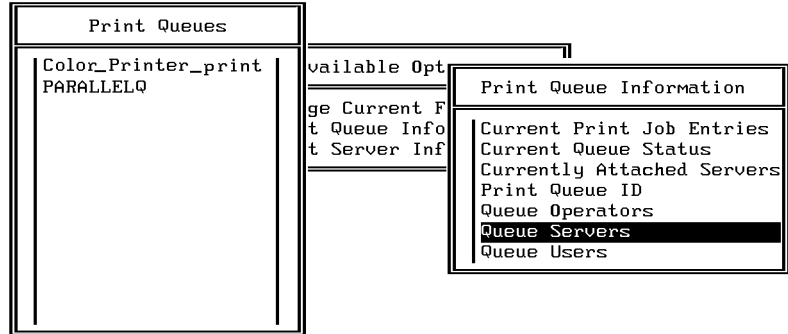 Print Queues
Color_Printer_print
PARALLELQ
vailable Opt
ge Current F
t Queue Info
t Server Inf
Print Queue Information
Current Print Job Entries
Current Queue Status
Currently Attached Servers
Print Queue ID
Queue Operators
Queue Servers
Queue Users